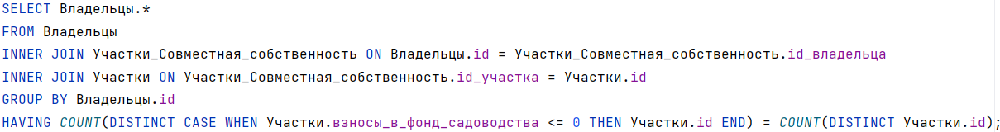 SELECT Владельцы.*
FROM Владельцы
INNER JOIN Участки_Совместная_собственность ON Владельцы.id = Участки_Совместная_собственность.id_владельца
INNER JOIN Участки ON Участки_Совместная_собственность.id_участка = Участки.id
GROUP BY Владельцы.id
HAVING COUNT(DISTINCT CASE WHEN Участки.взносы_в_фонд_садоводства <= 0 THEN Участки.id END) = COUNT(DISTINCT Участки.id);